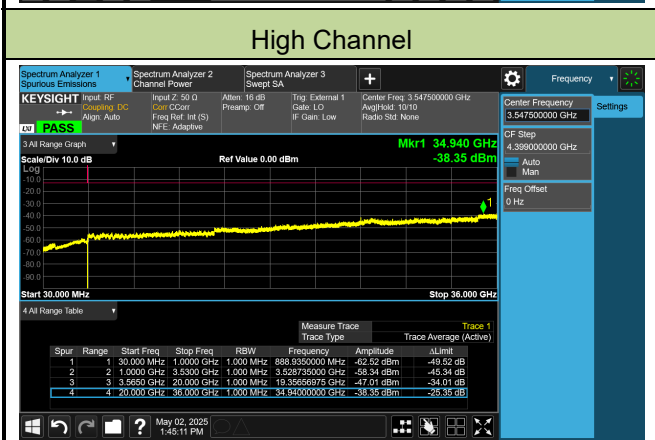 High Channel
Spectrum Analyzer 1
Spurious Emissions
Spectrum Analyzer 2
Channel Power
Spectrum Analyzer 3
Swept SA
Frequency
KEYSIGHT
Input: RF
Coupling: DC
Align: Auto
Input Z: 50 Ω
Corr CCorr
Freq Ref: Int (S)
NFE: Adaptive
Atten: 16 dB
Preamp: Off
Trig: External 1
Gate: LO
IF Gain: Low
Center Freq: 3.547500000 GHz
Avg|Hold: 10/10
Radio Std: None
LXI PASS
Center Frequency
3.547500000 GHz
Settings
CF Step
4.399000000 GHz
Auto
Man
Freq Offset
0 Hz
3 All Range Graph
Mkr1 34.940 GHz
Scale/Div 10.0 dB Ref Value 0.00 dBm -38.35 dBm
Log
-10.0
-20.0
-30.0
-40.0
-50.0
-60.0
-70.0
-80.0
-90.0
1
Start 30.000 MHz Stop 36.000 GHz
4 All Range Table
Measure Trace Trace 1
Trace Type Trace Average (Active)
Spur Range Start Freq Stop Freq RBW Frequency Amplitude ΔLimit
1 1 30.000 MHz 1.0000 GHz 1.000 MHz 888.9350000 MHz -62.52 dBm -49.52 dB
2 2 1.0000 GHz 3.5300 GHz 1.000 MHz 3.528735000 GHz -58.34 dBm -45.34 dB
3 3 3.5650 GHz 20.000 GHz 1.000 MHz 19.35656975 GHz -47.01 dBm -34.01 dB
4 4 20.000 GHz 36.000 GHz 1.000 MHz 34.94000000 GHz -38.35 dBm -25.35 dB
?
May 02, 2025
1:45:11 PM